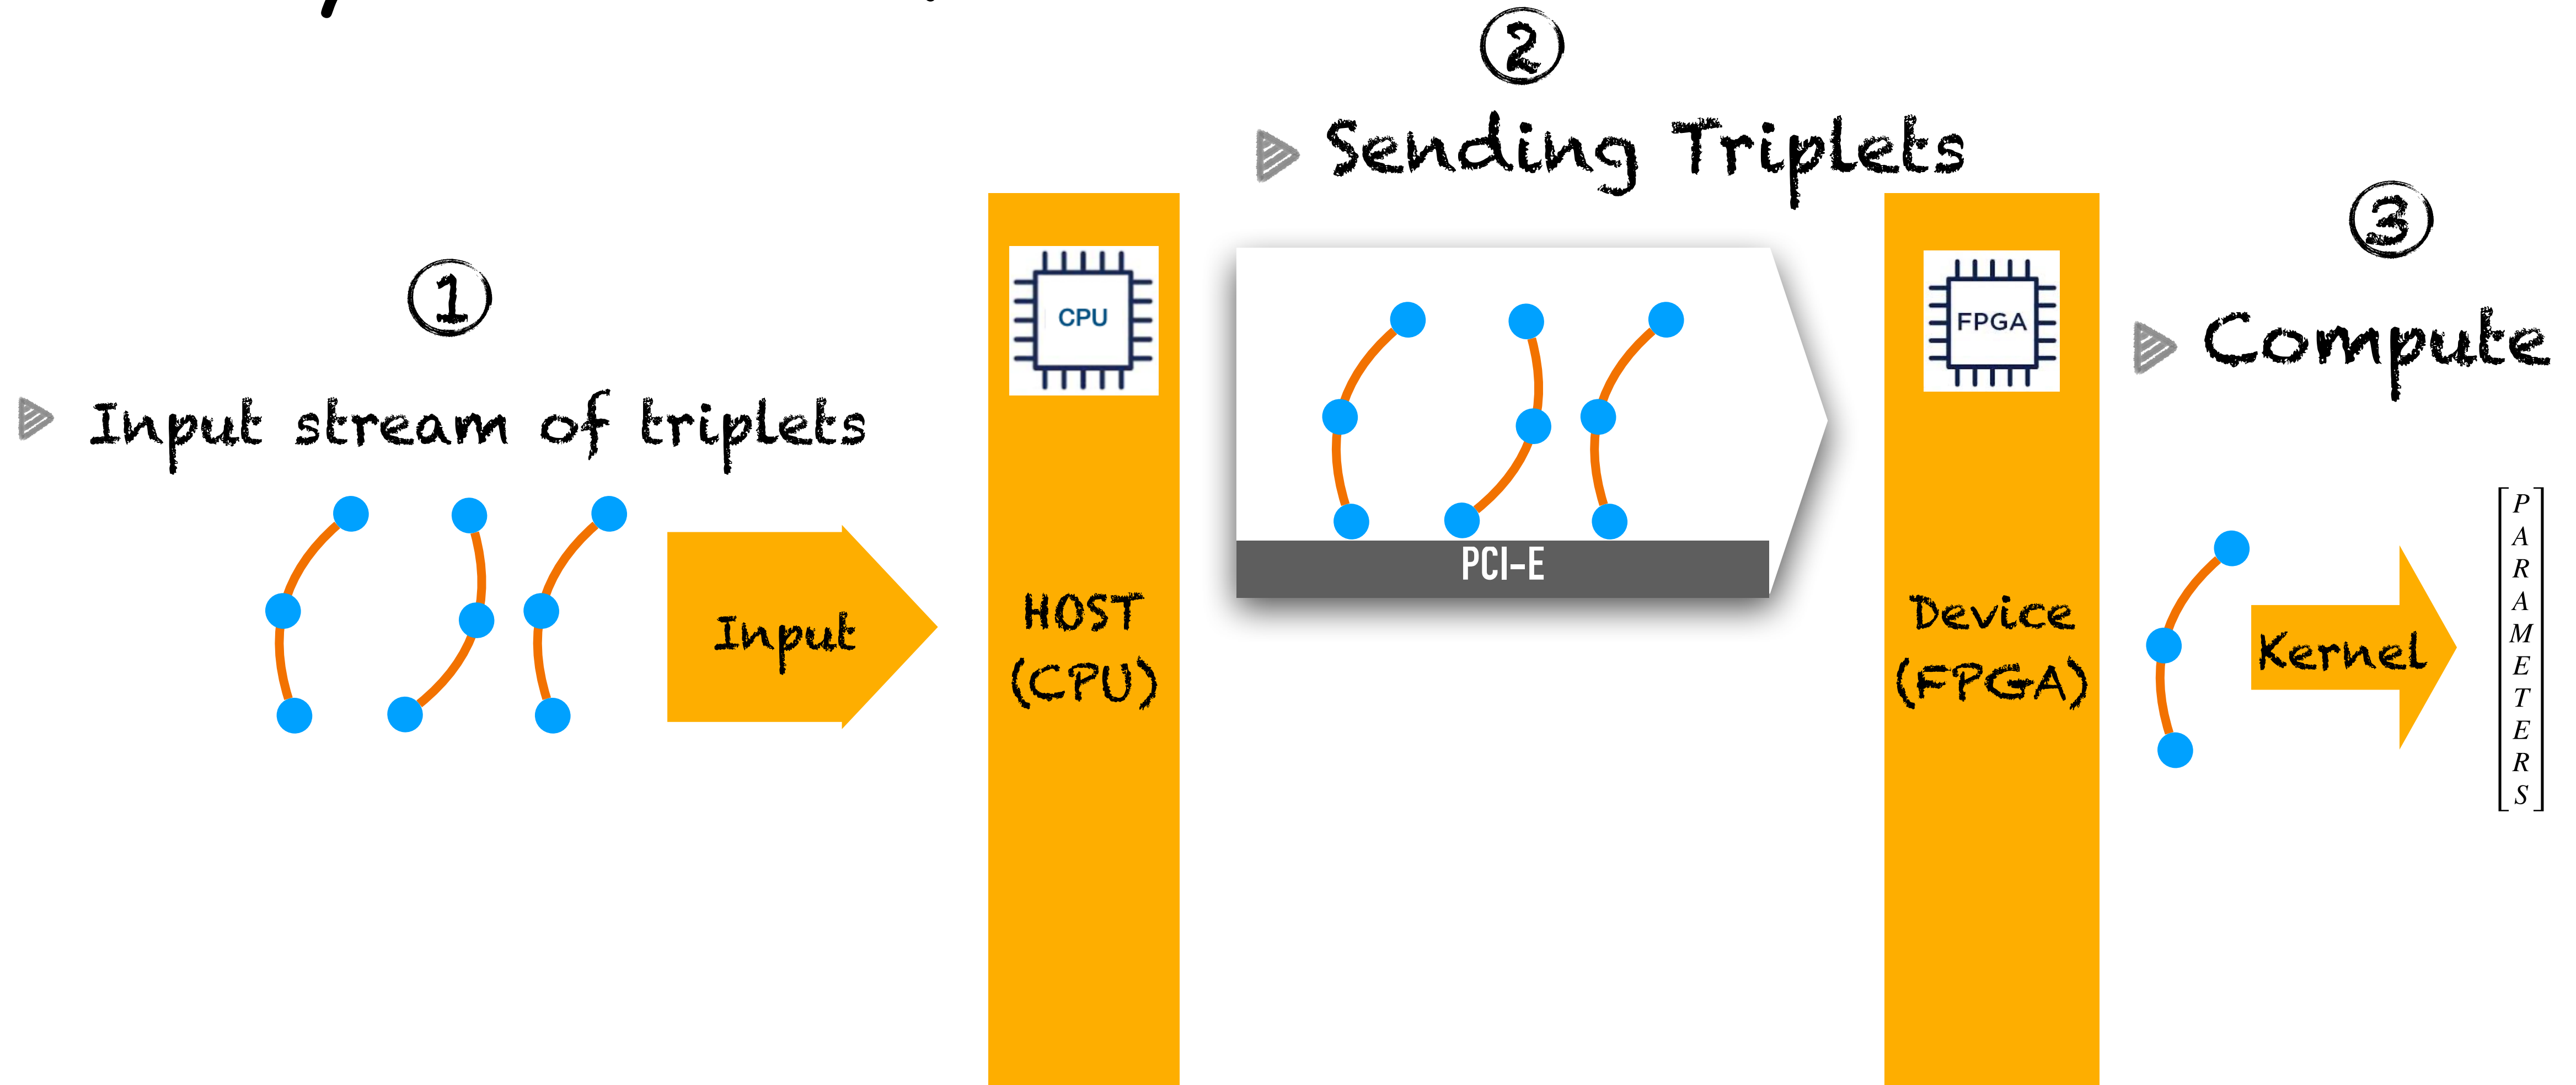 ①
Input stream of triplets
Input
CPU
HOST
(CPU)
②
Sending Triplets
PCI-E
FPGA
Device
(FPGA)
③
Compute
Kernel
P
A
R
A
M
E
T
E
R
S